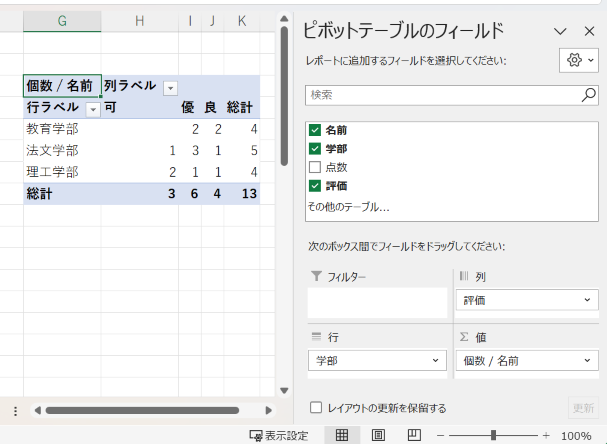 G H I J K
個数 / 名前 列ラベル
行ラベル 可 優 良 総計
教育学部 2 2 4
法文学部 1 3 1 5
理工学部 2 1 1 4
総計 3 6 4 13
ピボットテーブルのフィールド
レポートに追加するフィールドを選択してください:
検索
名前
学部
点数
評価
その他のテーブル...
次のボックス間でフィールドをドラッグしてください:
フィルター
列
評価
行
学部
Σ 値
個数 / 名前
レイアウトの更新を保留する
更新
表示設定
100%